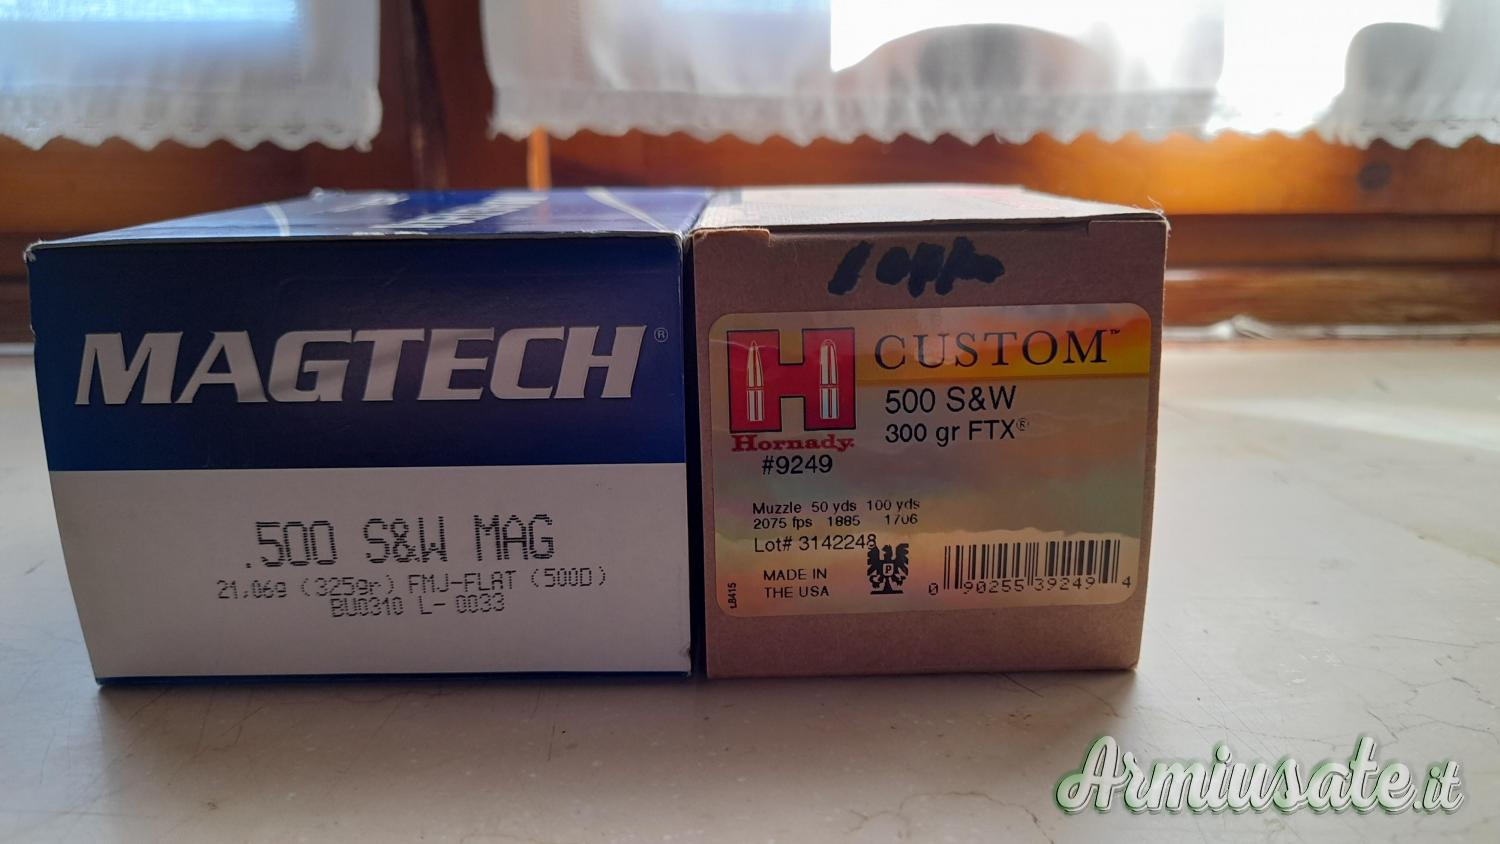 MAGTECH®
.500 S&W MAG
21,06g (325gr) FMJ-FLAT (500D)
BU0310 L- 0033
H
Hornady®
CUSTOM™
500 S&W
300 gr FTX®
#9249
Muzzle 50 yds 100 yds
2075 fps 1885 1706
Lot# 3142248
MADE IN
THE USA
P
L8415
0 90255 39249 4
Armiusate.it